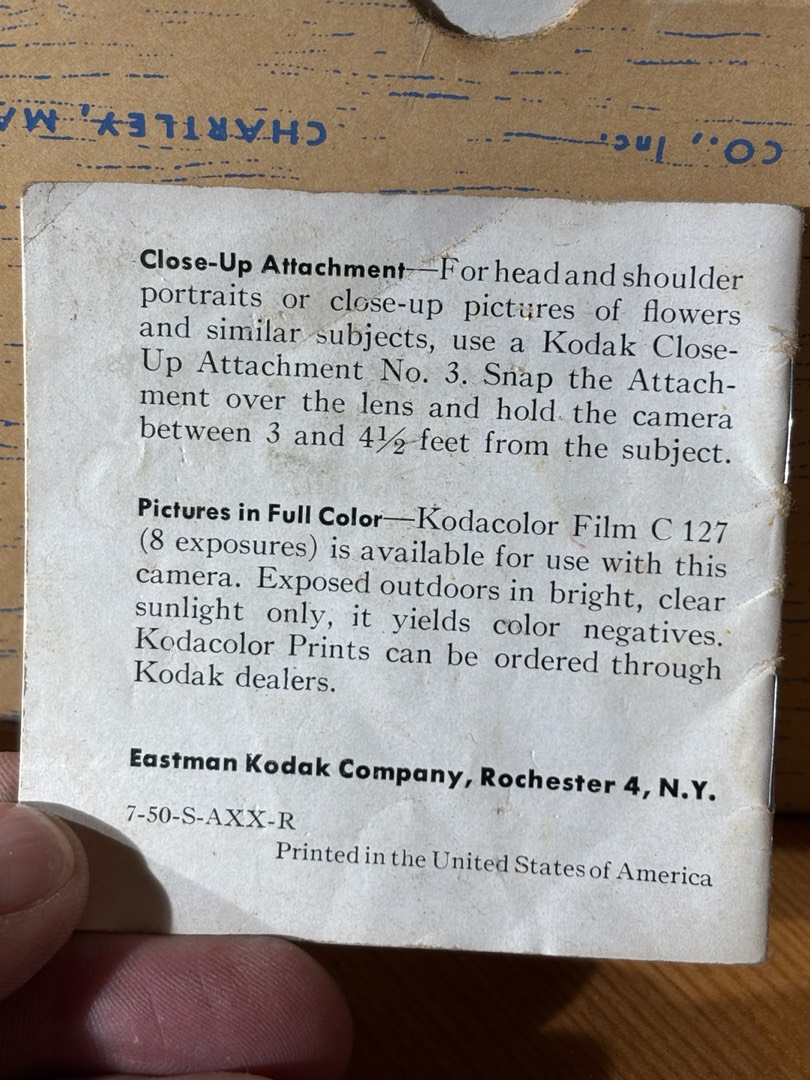 CO., Inc.
CHARTLEY, MA
Close-Up Attachment—For head and shoulder
portraits or close-up pictures of flowers
and similar subjects, use a Kodak Close-
Up Attachment No. 3. Snap the Attach-
ment over the lens and hold the camera
between 3 and 4½ feet from the subject.
Pictures in Full Color—Kodacolor Film C 127
(8 exposures) is available for use with this
camera. Exposed outdoors in bright, clear
sunlight only, it yields color negatives.
Kodacolor Prints can be ordered through
Kodak dealers.
Eastman Kodak Company, Rochester 4, N.Y.
7-50-S-AXX-R
Printed in the United States of America